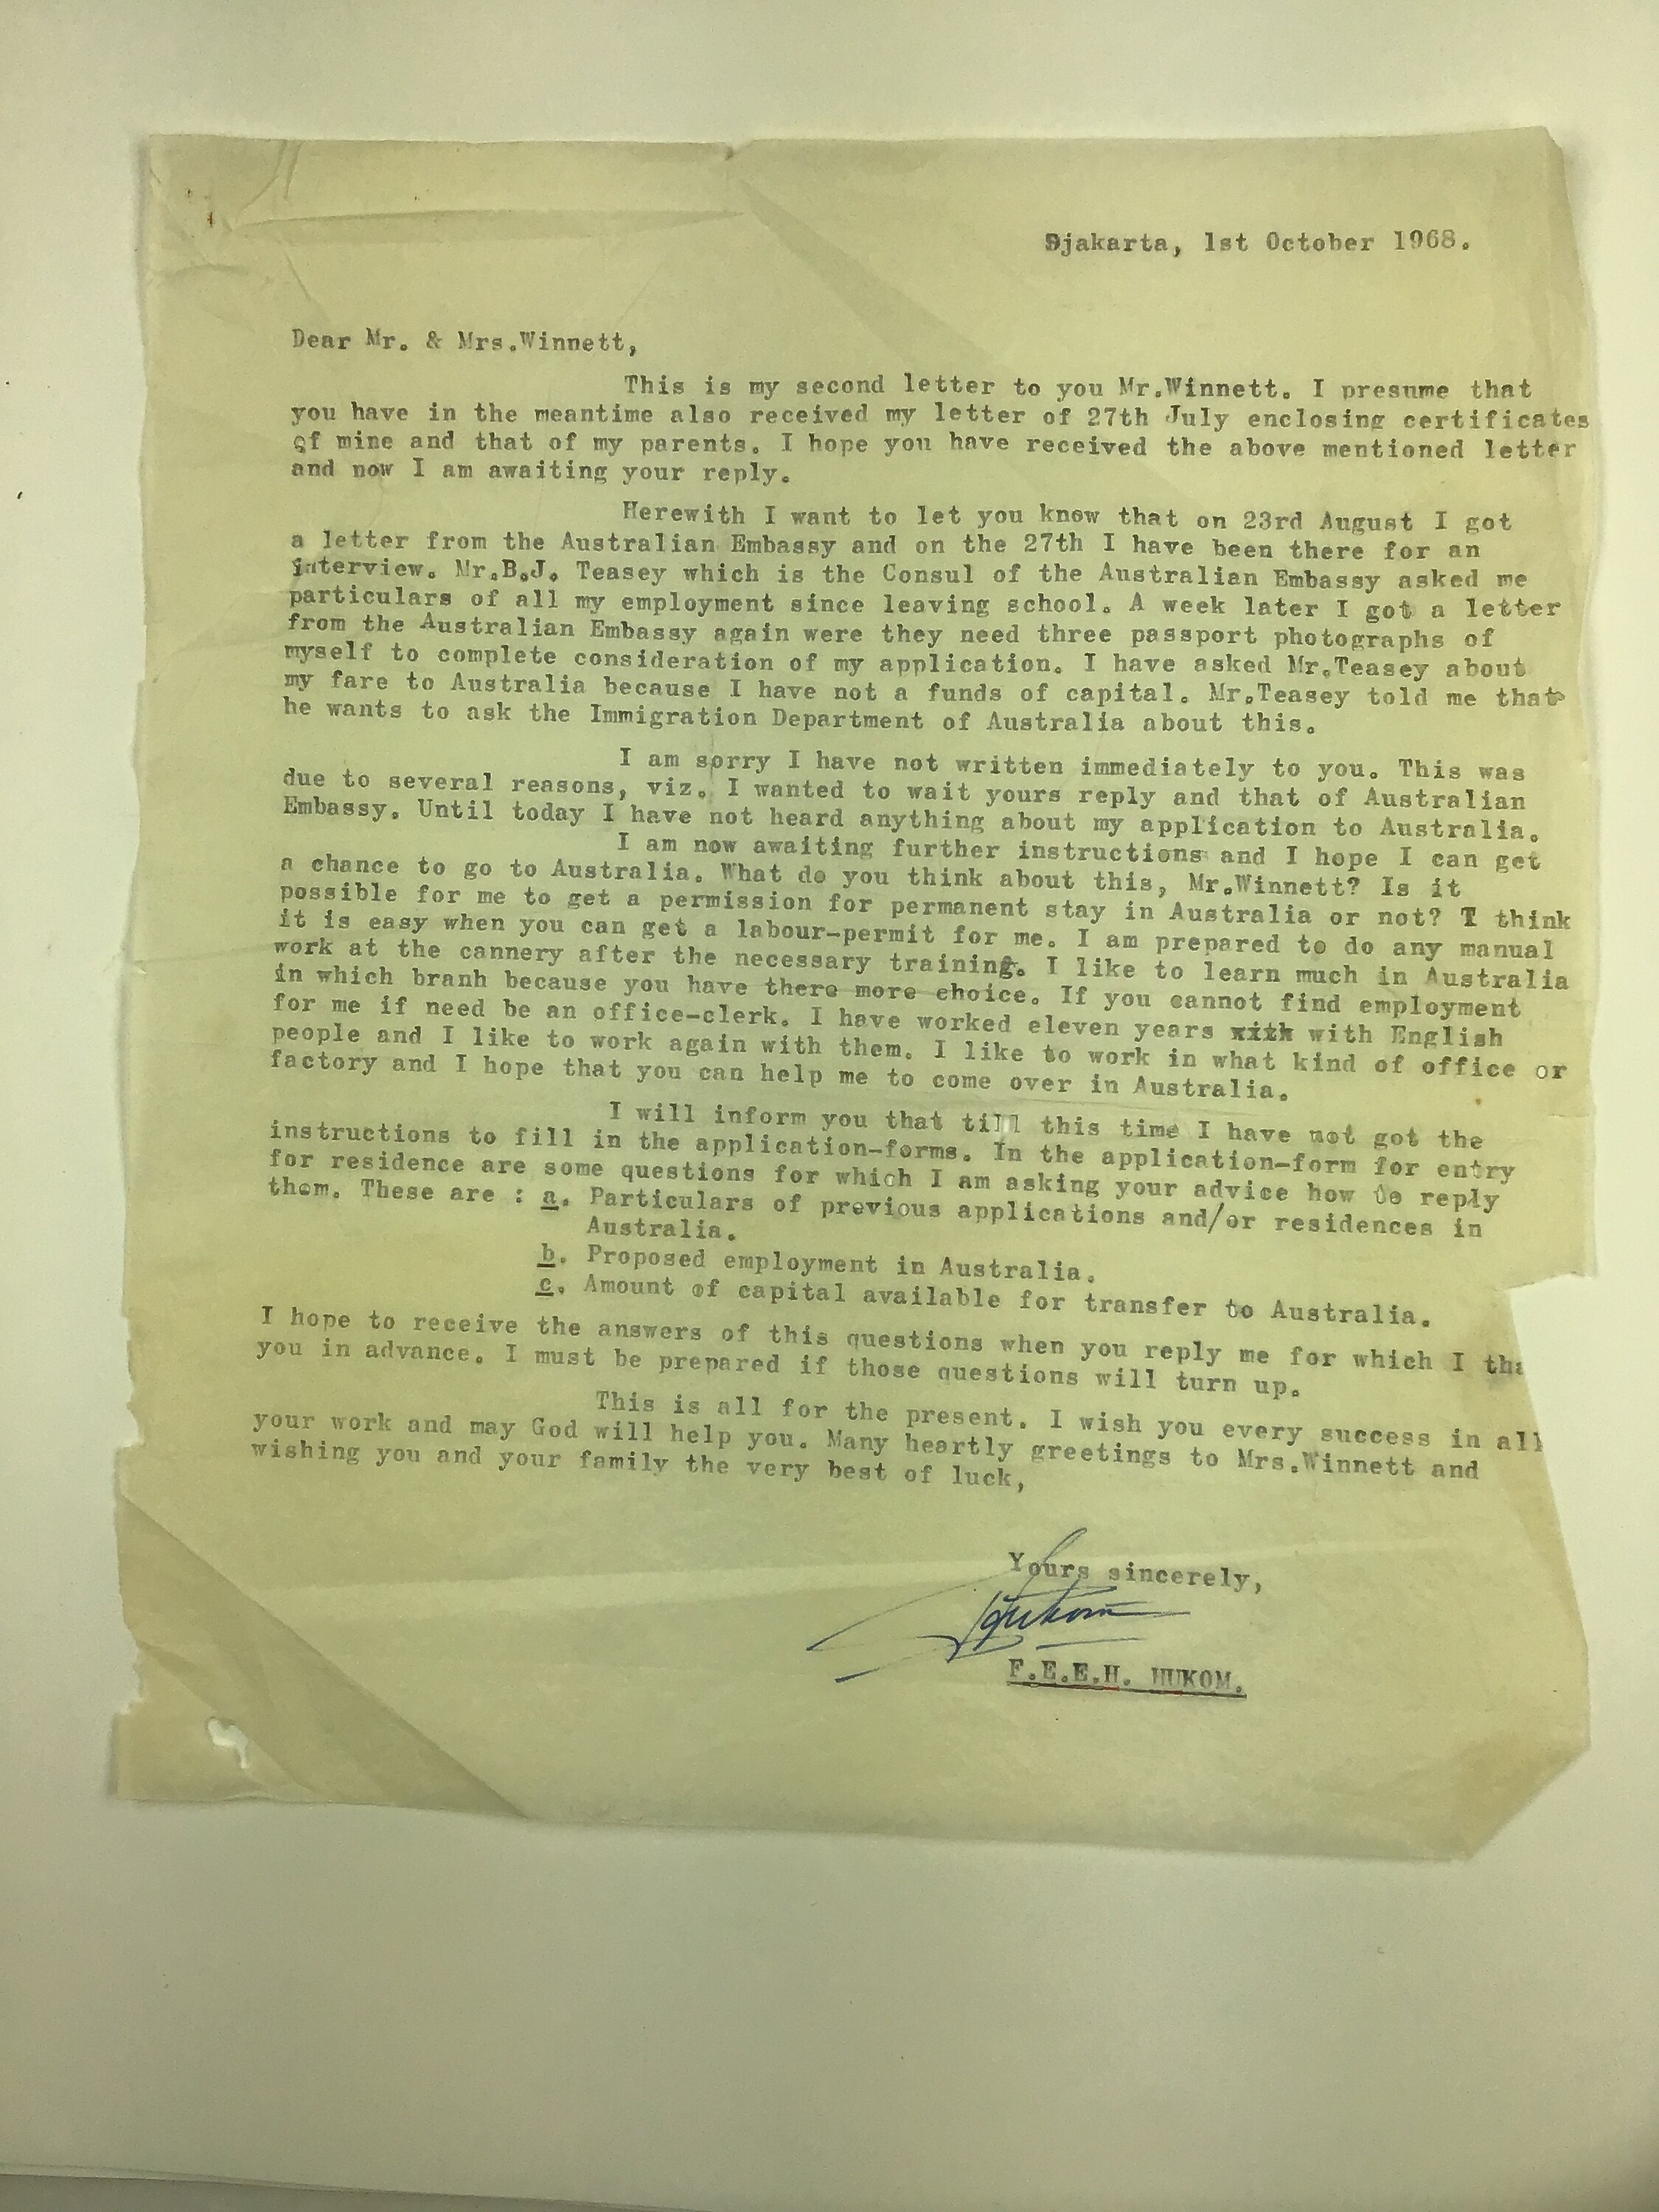 Djakarta, 1st October 1968.
Dear Mr. & Mrs.Winnett,
This is my second letter to you Mr.Winnett. I presume that
you have in the meantime also received my letter of 27th July enclosing certificates
of mine and that of my parents. I hope you have received the above mentioned letter
and now I am awaiting your reply.
Herewith I want to let you know that on 23rd August I got
a letter from the Australian Embassy and on the 27th I have been there for an
interview. Mr.B.J. Teasey which is the Consul of the Australian Embassy asked me
particulars of all my employment since leaving school. A week later I got a letter
from the Australian Embassy again were they need three passport photographs of
myself to complete consideration of my application. I have asked Mr.Teasey about
my fare to Australia because I have not a funds of capital. Mr.Teasey told me that
he wants to ask the Immigration Department of Australia about this.
I am sorry I have not written immediately to you. This was
due to several reasons, viz. I wanted to wait yours reply and that of Australian
Embassy. Until today I have not heard anything about my application to Australia.
I am now awaiting further instructions and I hope I can get
a chance to go to Australia. What do you think about this, Mr.Winnett? Is it
possible for me to get a permission for permanent stay in Australia or not? I think
it is easy when you can get a labour-permit for me. I am prepared to do any manual
work at the cannery after the necessary training. I like to learn much in Australia
in which branh because you have there more choice. If you cannot find employment
for me if need be an office-clerk. I have worked eleven years xith with English
people and I like to work again with them. I like to work in what kind of office or
factory and I hope that you can help me to come over in Australia.
I will inform you that till this time I have not got the
instructions to fill in the application-forms. In the application-form for entry
for residence are some questions for which I am asking your advice how to reply
them. These are : a. Particulars of previous applications and/or residences in
Australia.
b. Proposed employment in Australia.
c. Amount of capital available for transfer to Australia.
I hope to receive the answers of this questions when you reply me for which I tha
you in advance. I must be prepared if those questions will turn up.
This is all for the present. I wish you every success in all
your work and may God will help you. Many heartly greetings to Mrs.Winnett and
wishing you and your family the very best of luck,
Yours sincerely,
F.E.E.H. HUKOM.